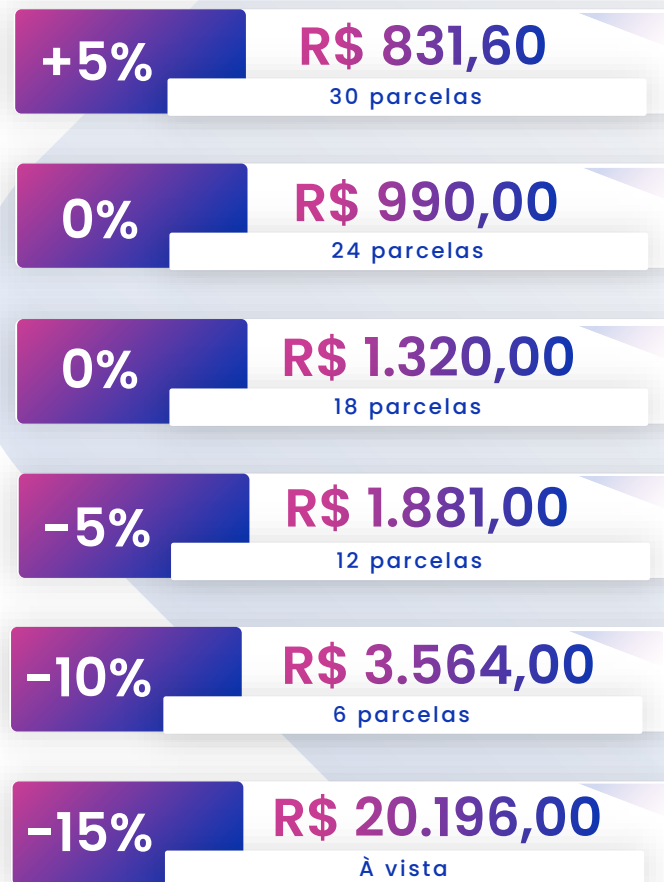 +5%
R$ 831,60
30 parcelas
0%
R$ 990,00
24 parcelas
0%
R$ 1.320,00
18 parcelas
-5%
R$ 1.881,00
12 parcelas
-10%
R$ 3.564,00
6 parcelas
-15%
R$ 20.196,00
À vista